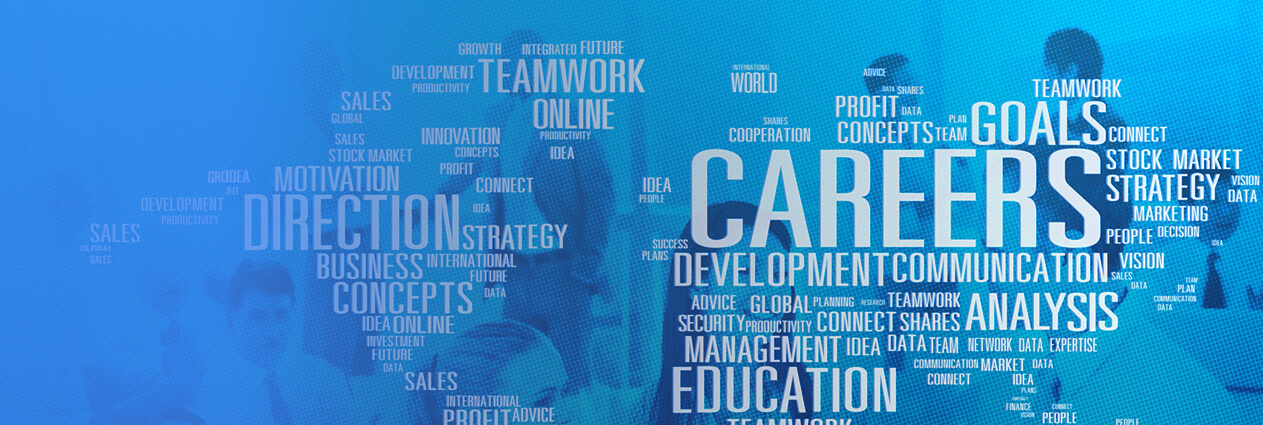 GROWTH INTEGRATED FUTURE
DEVELOPMENT TEAMWORK
PRODUCTIVITY
SALES
GLOBAL
ONLINE
PRODUCTIVITY
SALES
INNOVATION
STOCK MARKET
CONCEPTS
IDEA
PROFIT
MOTIVATION
CONNECT
DEVELOPMENT
PRODUCTIVITY
DIRECTION
IDEA
STRATEGY
SALES
SALES
BUSINESS INTERNATIONAL
FUTURE
CONCEPTS DATA
IDEA ONLINE
INVESTMENT
FUTURE
DATA
SALES
INTERNATIONAL
PROFIT ADVICE
INTERNATIONAL
WORLD
ADVICE
DATA SHARES
TEAMWORK
PROFIT DATA
SHARES
COOPERATION
CONCEPTS TEAM
PLAN
GOALS CONNECT
CAREERS
STOCK MARKET
STRATEGY VISION
DATA
MARKETING
IDEA
PEOPLE
PEOPLE DECISION
IDEA
SUCCESS
PLANS
DEVELOPMENT COMMUNICATION VISION
SALES
DATA
TEAM
PLAN
COMMUNICATION
DATA
ADVICE GLOBAL PLANNING RESEARCH TEAMWORK ANALYSIS
SECURITY PRODUCTIVITY CONNECT SHARES
MANAGEMENT IDEA DATA TEAM NETWORK DATA EXPERTISE
COMMUNICATION MARKET DATA
EDUCATION CONNECT IDEA
PLANS
FINANCE CONNECT
VISION PEOPLE
PEOPLE
TEAMWORK